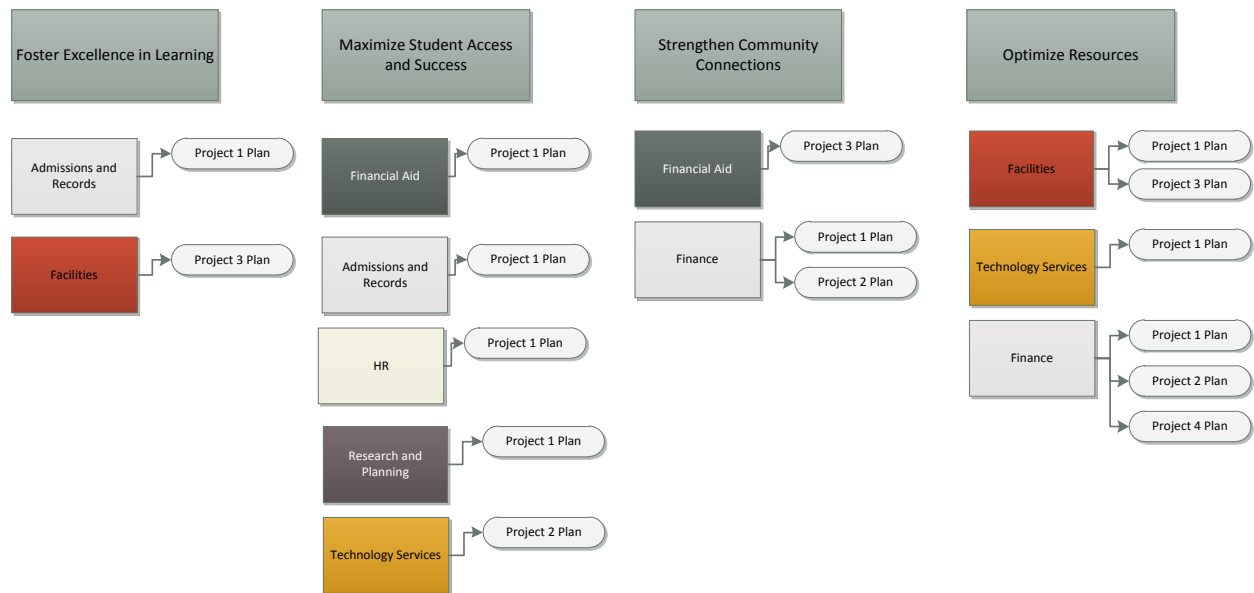 Foster Excellence in Learning
Admissions and
Records
Project 1 Plan
Facilities
Project 3 Plan
Maximize Student Access
and Success
Financial Aid
Project 1 Plan
Admissions and
Records
Project 1 Plan
HR
Project 1 Plan
Research and
Planning
Project 1 Plan
Technology Services
Project 2 Plan
Strengthen Community
Connections
Financial Aid
Project 3 Plan
Finance
Project 1 Plan
Project 2 Plan
Optimize Resources
Facilities
Project 1 Plan
Project 3 Plan
Technology Services
Project 1 Plan
Finance
Project 1 Plan
Project 2 Plan
Project 4 Plan